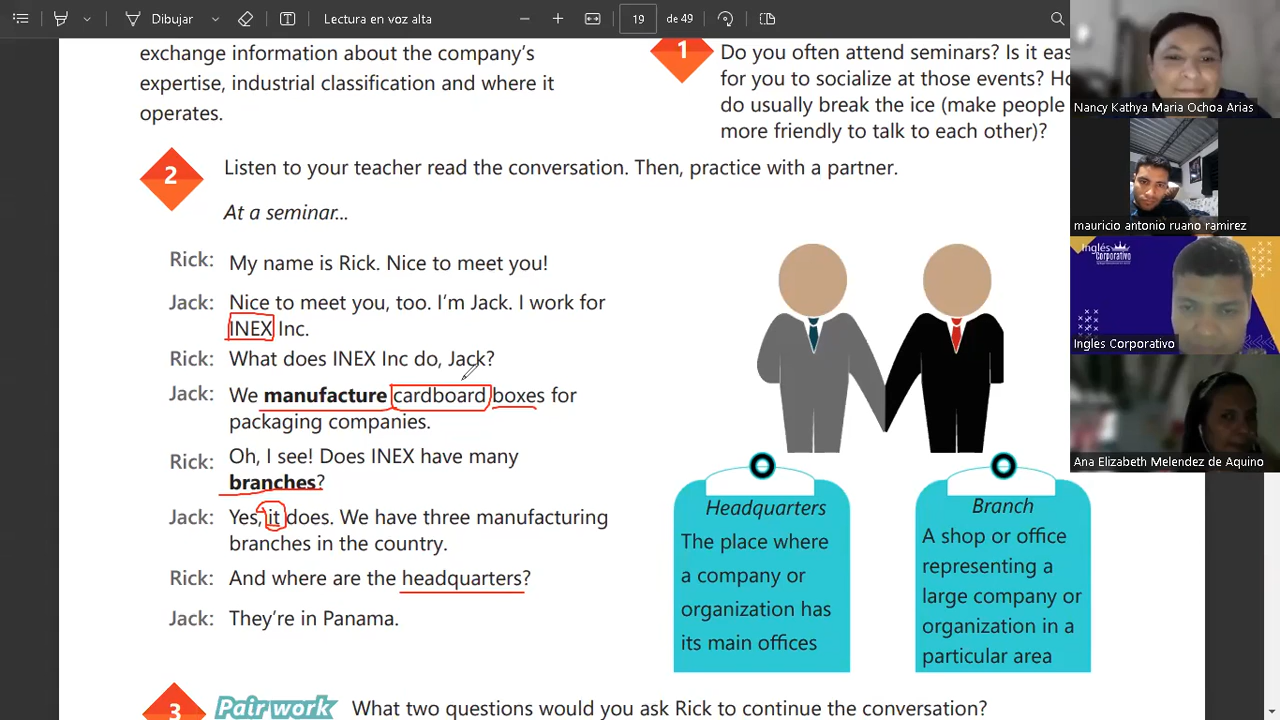 Dibujar
Lectura en voz alta
19
de 49
exchange information about the company's
expertise, industrial classification and where it
operates.
1
Do you often attend seminars? Is it eas
for you to socialize at those events? Ho
do usually break the ice (make people
more friendly to talk to each other)?
2
Listen to your teacher read the conversation. Then, practice with a partner.
At a seminar...
Rick: My name is Rick. Nice to meet you!
Jack: Nice to meet you, too. I'm Jack. I work for
INEX Inc.
Rick: What does INEX Inc do, Jack?
Jack: We manufacture cardboard boxes for
packaging companies.
Rick: Oh, I see! Does INEX have many
branches?
Jack: Yes, it does. We have three manufacturing
branches in the country.
Rick: And where are the headquarters?
Jack: They're in Panama.
Headquarters
The place where
a company or
organization has
its main offices
Branch
A shop or office
representing a
large company or
organization in a
particular area
3
Pair work What two questions would you ask Rick to continue the conversation?
Nancy Kathya Maria Ochoa Arias
mauricio antonio ruano ramirez
Inglés
Corporativo
Ingles Corporativo
Ana Elizabeth Melendez de Aquino